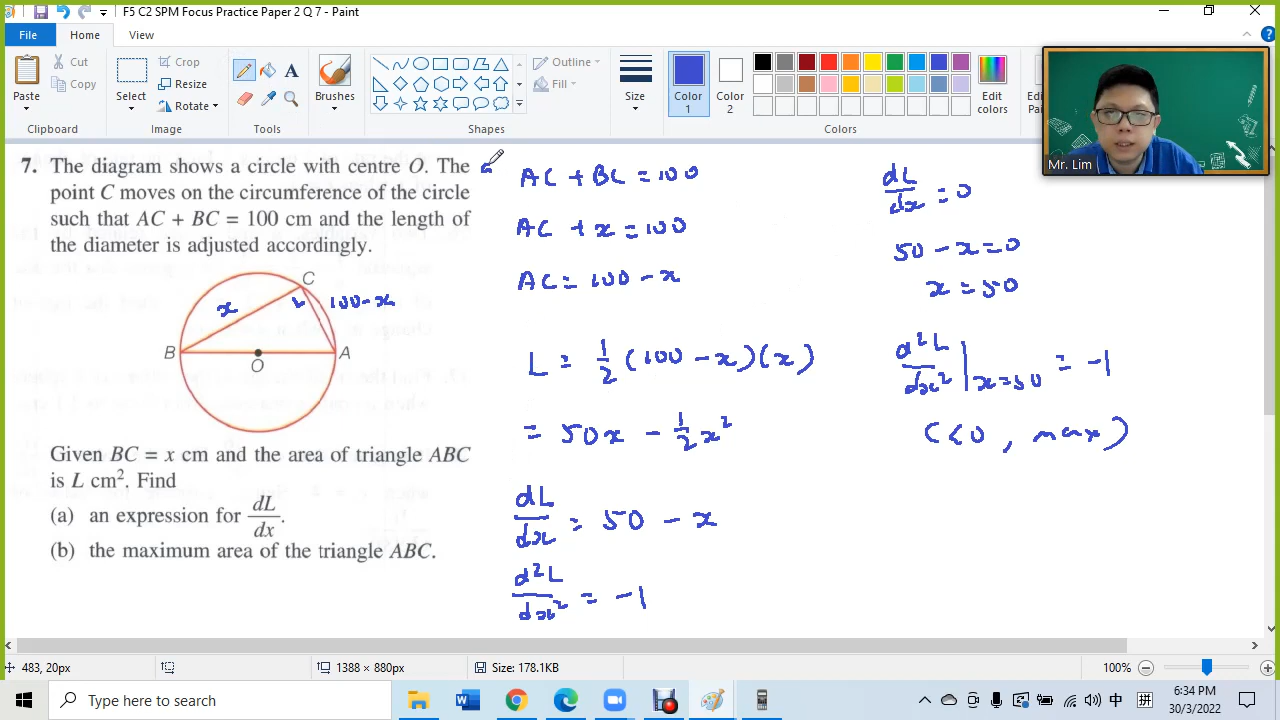 F5 C2 SPM Focus Practice Paper 2 Q 7 - Paint
File Home View
Paste
Cut
Copy
Clipboard
Select
Crop
Resize
Rotate
Image
A
Tools
Brushes
Shapes
Outline
Fill
Size
Color 1
Color 2
Colors
Edit colors
Mr. Lim
7. The diagram shows a circle with centre O. The
point C moves on the circumference of the circle
such that AC + BC = 100 cm and the length of
the diameter is adjusted accordingly.
C
x
100-x
B
A
O
Given BC = x cm and the area of triangle ABC
is L cm². Find
(a) an expression for dL/dx.
(b) the maximum area of the triangle ABC.
AC + BC = 100
AC + x = 100
AC = 100 - x
L = 1/2 (100 - x)(x)
= 50x - 1/2 x²
dL/dx = 50 - x
d²L/dx² = -1
dL/dx = 0
50 - x = 0
x = 50
d²L/dx² | x=50 = -1
(<0, max)
483, 20px
1388 × 880px
Size: 178.1KB
100%
Type here to search
中
拼
6:34 PM
30/3/2022